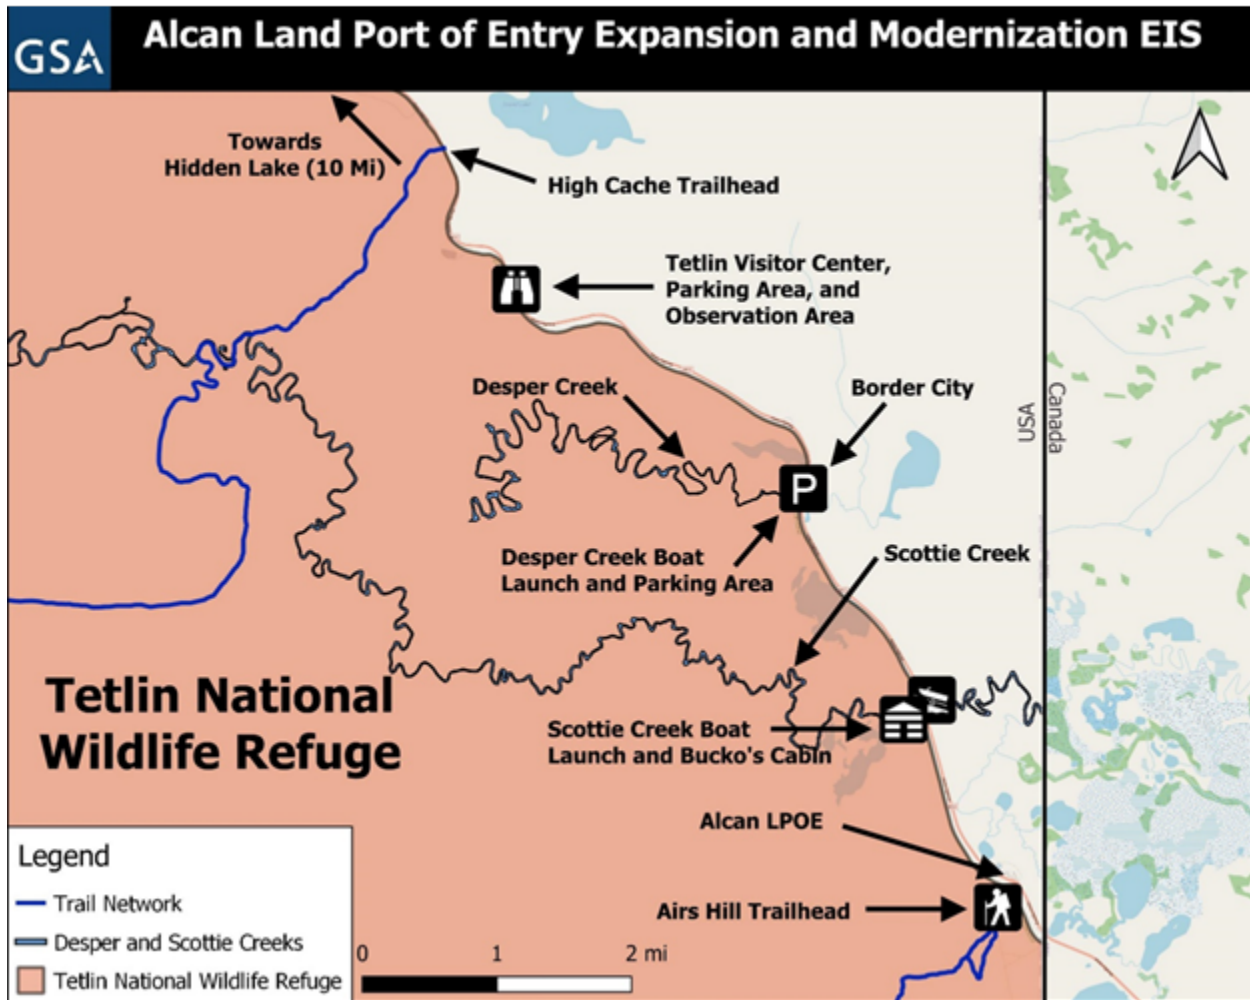 GSA
Alcan Land Port of Entry Expansion and Modernization EIS
Towards
Hidden Lake (10 Mi)
High Cache Trailhead
Tetlin Visitor Center,
Parking Area, and
Observation Area
Desper Creek
Border City
USA
Canada
P
Desper Creek Boat
Launch and Parking Area
Scottie Creek
Tetlin National
Wildlife Refuge
Scottie Creek Boat
Launch and Bucko's Cabin
Alcan LPOE
Airs Hill Trailhead
Legend
Trail Network
Desper and Scottie Creeks
Tetlin National Wildlife Refuge
0 1 2 mi